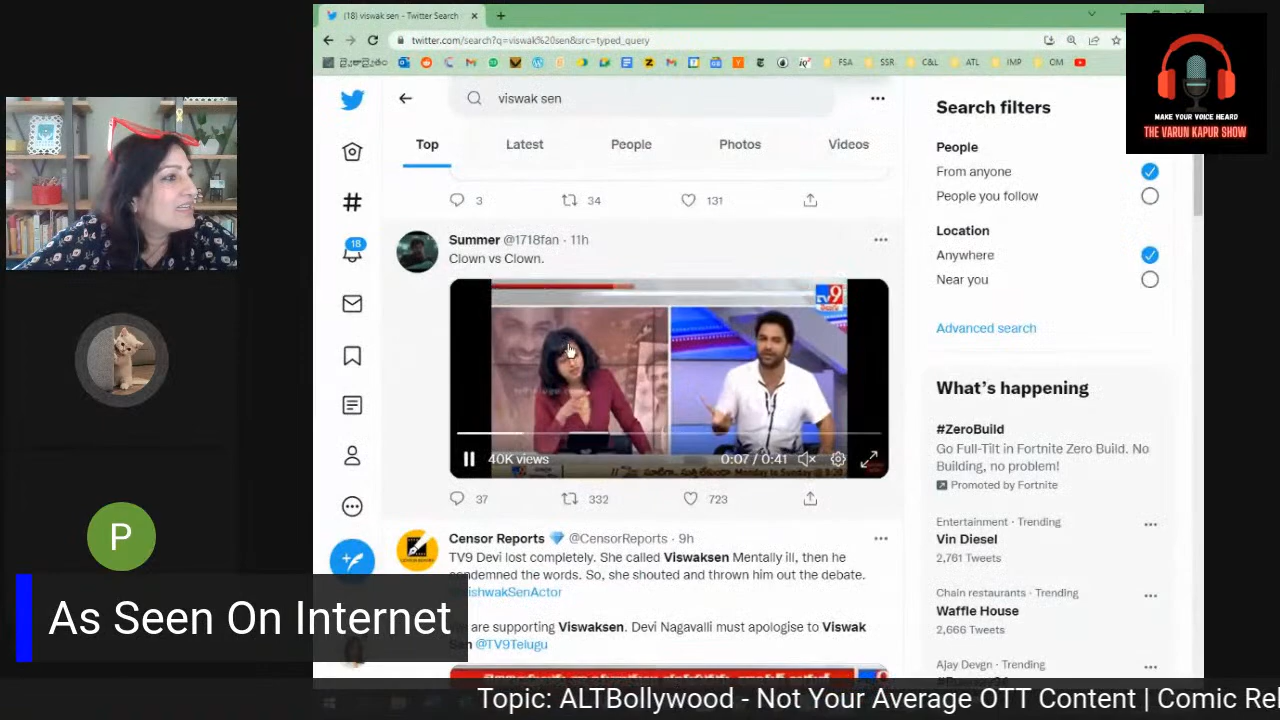 (18) viswak sen - Twitter Search
twitter.com/search?q=viswak%20sen&src=typed_query
FSA
SSR
C&L
ATL
IMP
OM
MAKE YOUR VOICE HEARD
THE VARUN KAPUR SHOW
viswak sen
Top
Latest
People
Photos
Videos
3
34
131
18
Summer @1718fan · 11h
Clown vs Clown.
tv9
40K views
0:07 / 0:41
Monday to Sunday @
37
332
723
Censor Reports @CensorReports · 9h
TV9 Devi lost completely. She called Viswaksen Mentally ill, then he
condemned the words. So, she shouted and thrown him out the debate.
are supporting Viswaksen. Devi Nagavalli must apologise to Viswak
@TV9Telugu
Search filters
People
From anyone
People you follow
Location
Anywhere
Near you
Advanced search
What's happening
#ZeroBuild
Go Full-Tilt in Fortnite Zero Build. No
Building, no problem!
Promoted by Fortnite
Entertainment · Trending
Vin Diesel
2,761 Tweets
Chain restaurants · Trending
Waffle House
2,666 Tweets
Ajay Devgn · Trending
P
As Seen On Internet
Topic: ALTBollywood - Not Your Average OTT Content | Comic Re